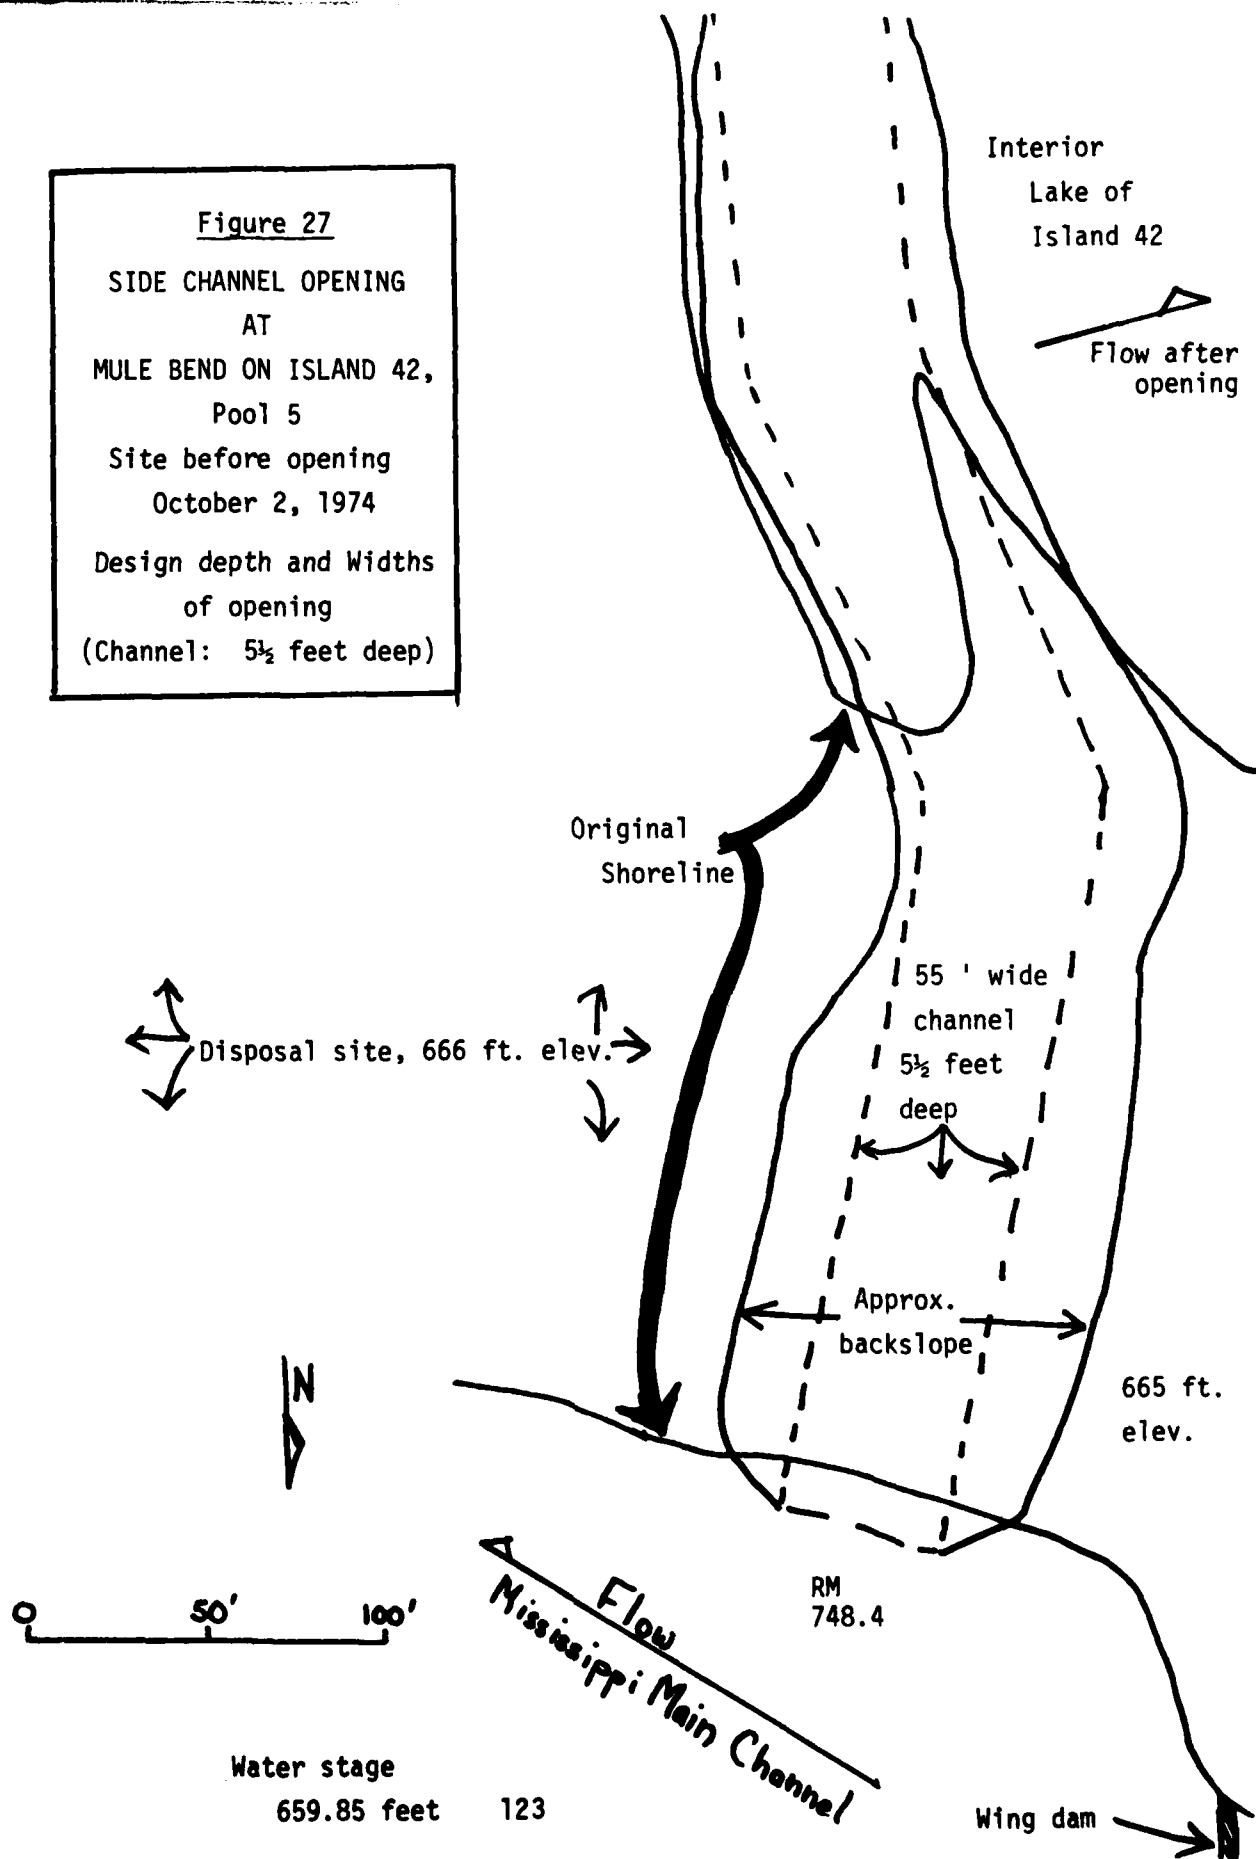 Figure 27
SIDE CHANNEL OPENING
AT
MULE BEND ON ISLAND 42,
Pool 5
Site before opening
October 2, 1974
Design depth and Widths
of opening
(Channel: 5½ feet deep)
Interior
Lake of
Island 42
Flow after
opening
Original
Shoreline
55 ' wide
channel
5½ feet
deep
Disposal site, 666 ft. elev.
Approx.
backslope
665 ft.
elev.
N
0 50' 100'
Flow
Mississippi Main Channel
RM
748.4
Water stage
659.85 feet
123
Wing dam